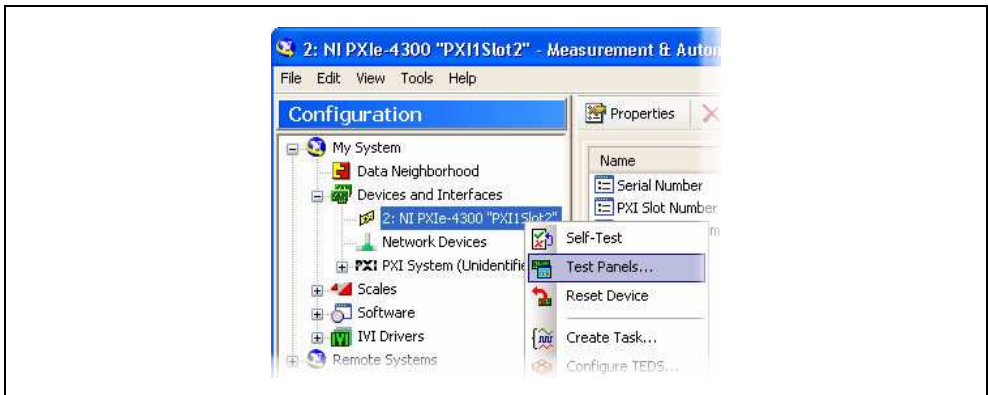 2: NI PXIe-4300 "PXI1Slot2" - Measurement & Autom
File Edit View Tools Help
Configuration
Properties
My System
Data Neighborhood
Devices and Interfaces
2: NI PXIe-4300 "PXI1Slot2"
Network Devices
PXI PXI System (Unidentifie
Scales
Software
IVI Drivers
Remote Systems
Name
Serial Number
PXI Slot Number
Self-Test
Test Panels...
Reset Device
Create Task...
Configure TEDS...